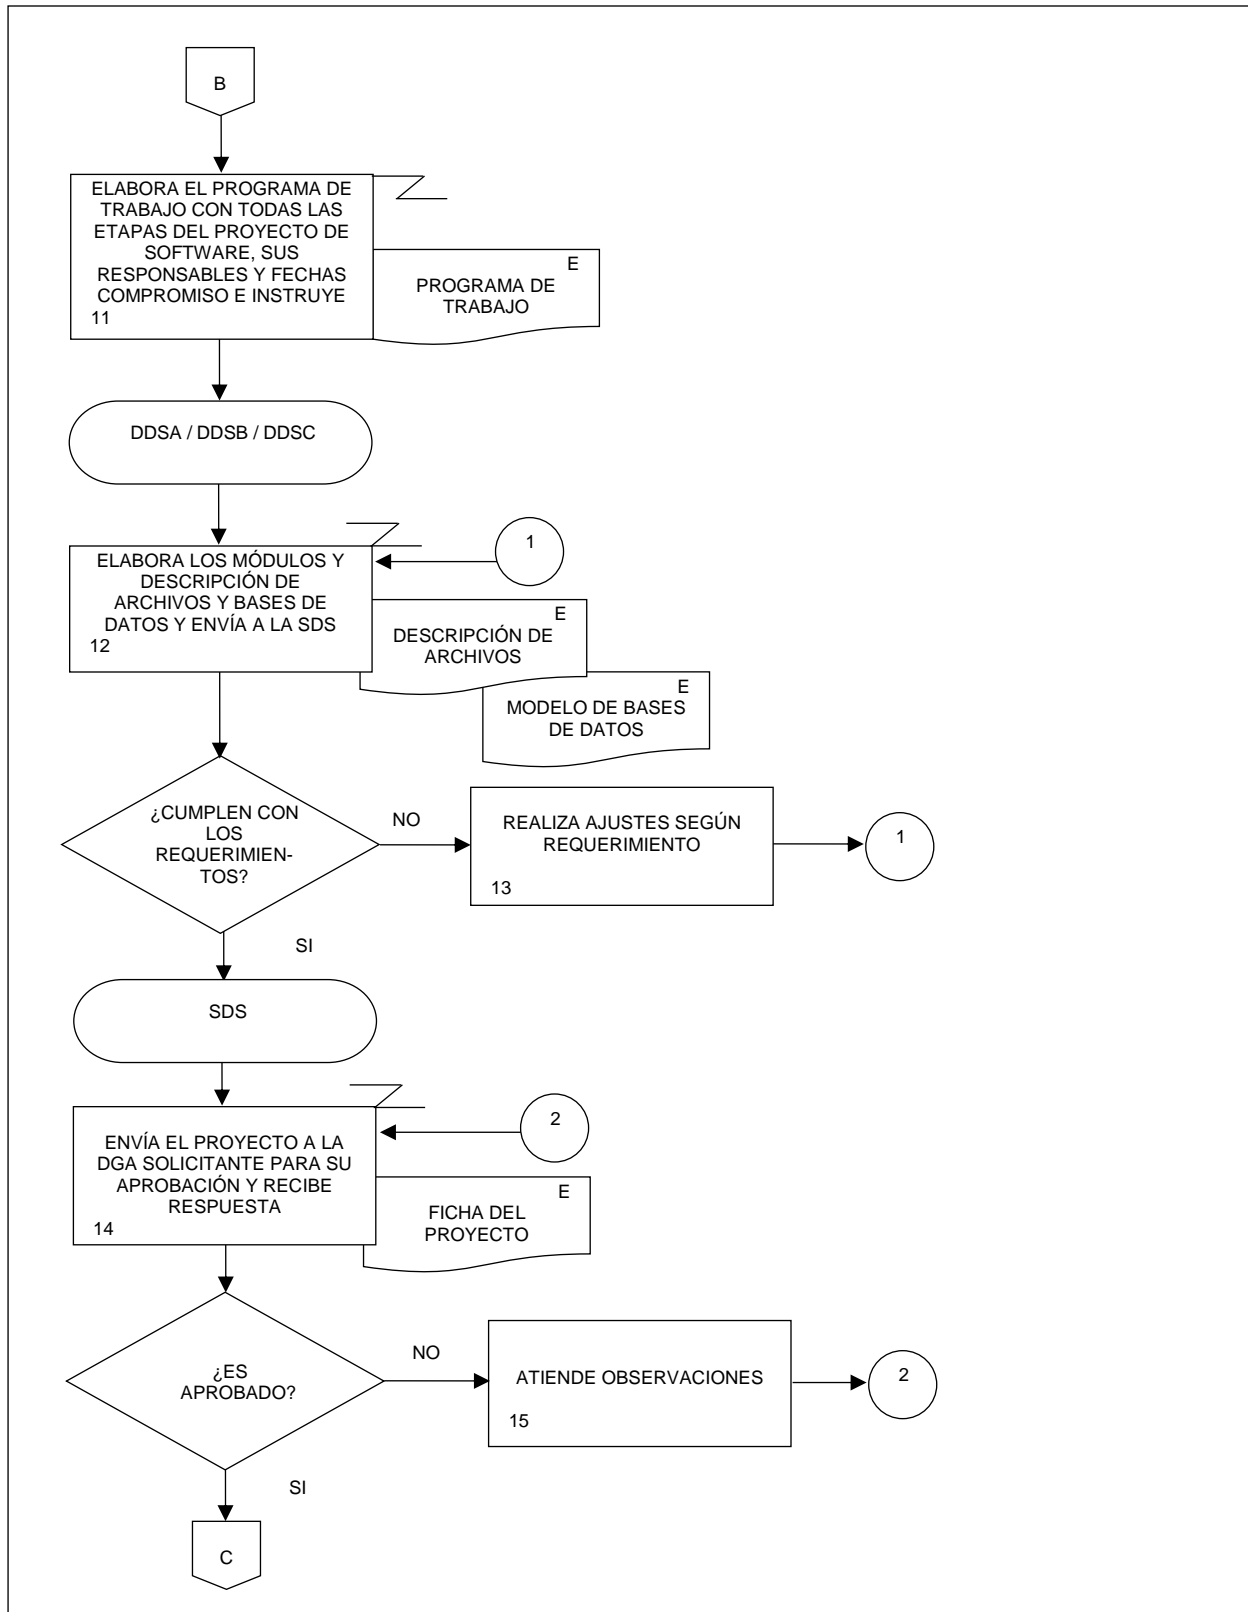 B
ELABORA EL PROGRAMA DE
TRABAJO CON TODAS LAS
ETAPAS DEL PROYECTO DE
SOFTWARE, SUS
RESPONSABLES Y FECHAS
COMPROMISO E INSTRUYE
11
E
PROGRAMA DE
TRABAJO
DDSA / DDSB / DDSC
1
ELABORA LOS MÓDULOS Y
DESCRIPCIÓN DE
ARCHIVOS Y BASES DE
DATOS Y ENVÍA A LA SDS
12
E
DESCRIPCIÓN DE
ARCHIVOS
E
MODELO DE BASES
DE DATOS
¿CUMPLEN CON
LOS
REQUERIMIEN-
TOS?
NO
REALIZA AJUSTES SEGÚN
REQUERIMIENTO
13
1
SI
SDS
2
ENVÍA EL PROYECTO A LA
DGA SOLICITANTE PARA SU
APROBACIÓN Y RECIBE
RESPUESTA
14
E
FICHA DEL
PROYECTO
¿ES
APROBADO?
NO
ATIENDE OBSERVACIONES
15
2
SI
C